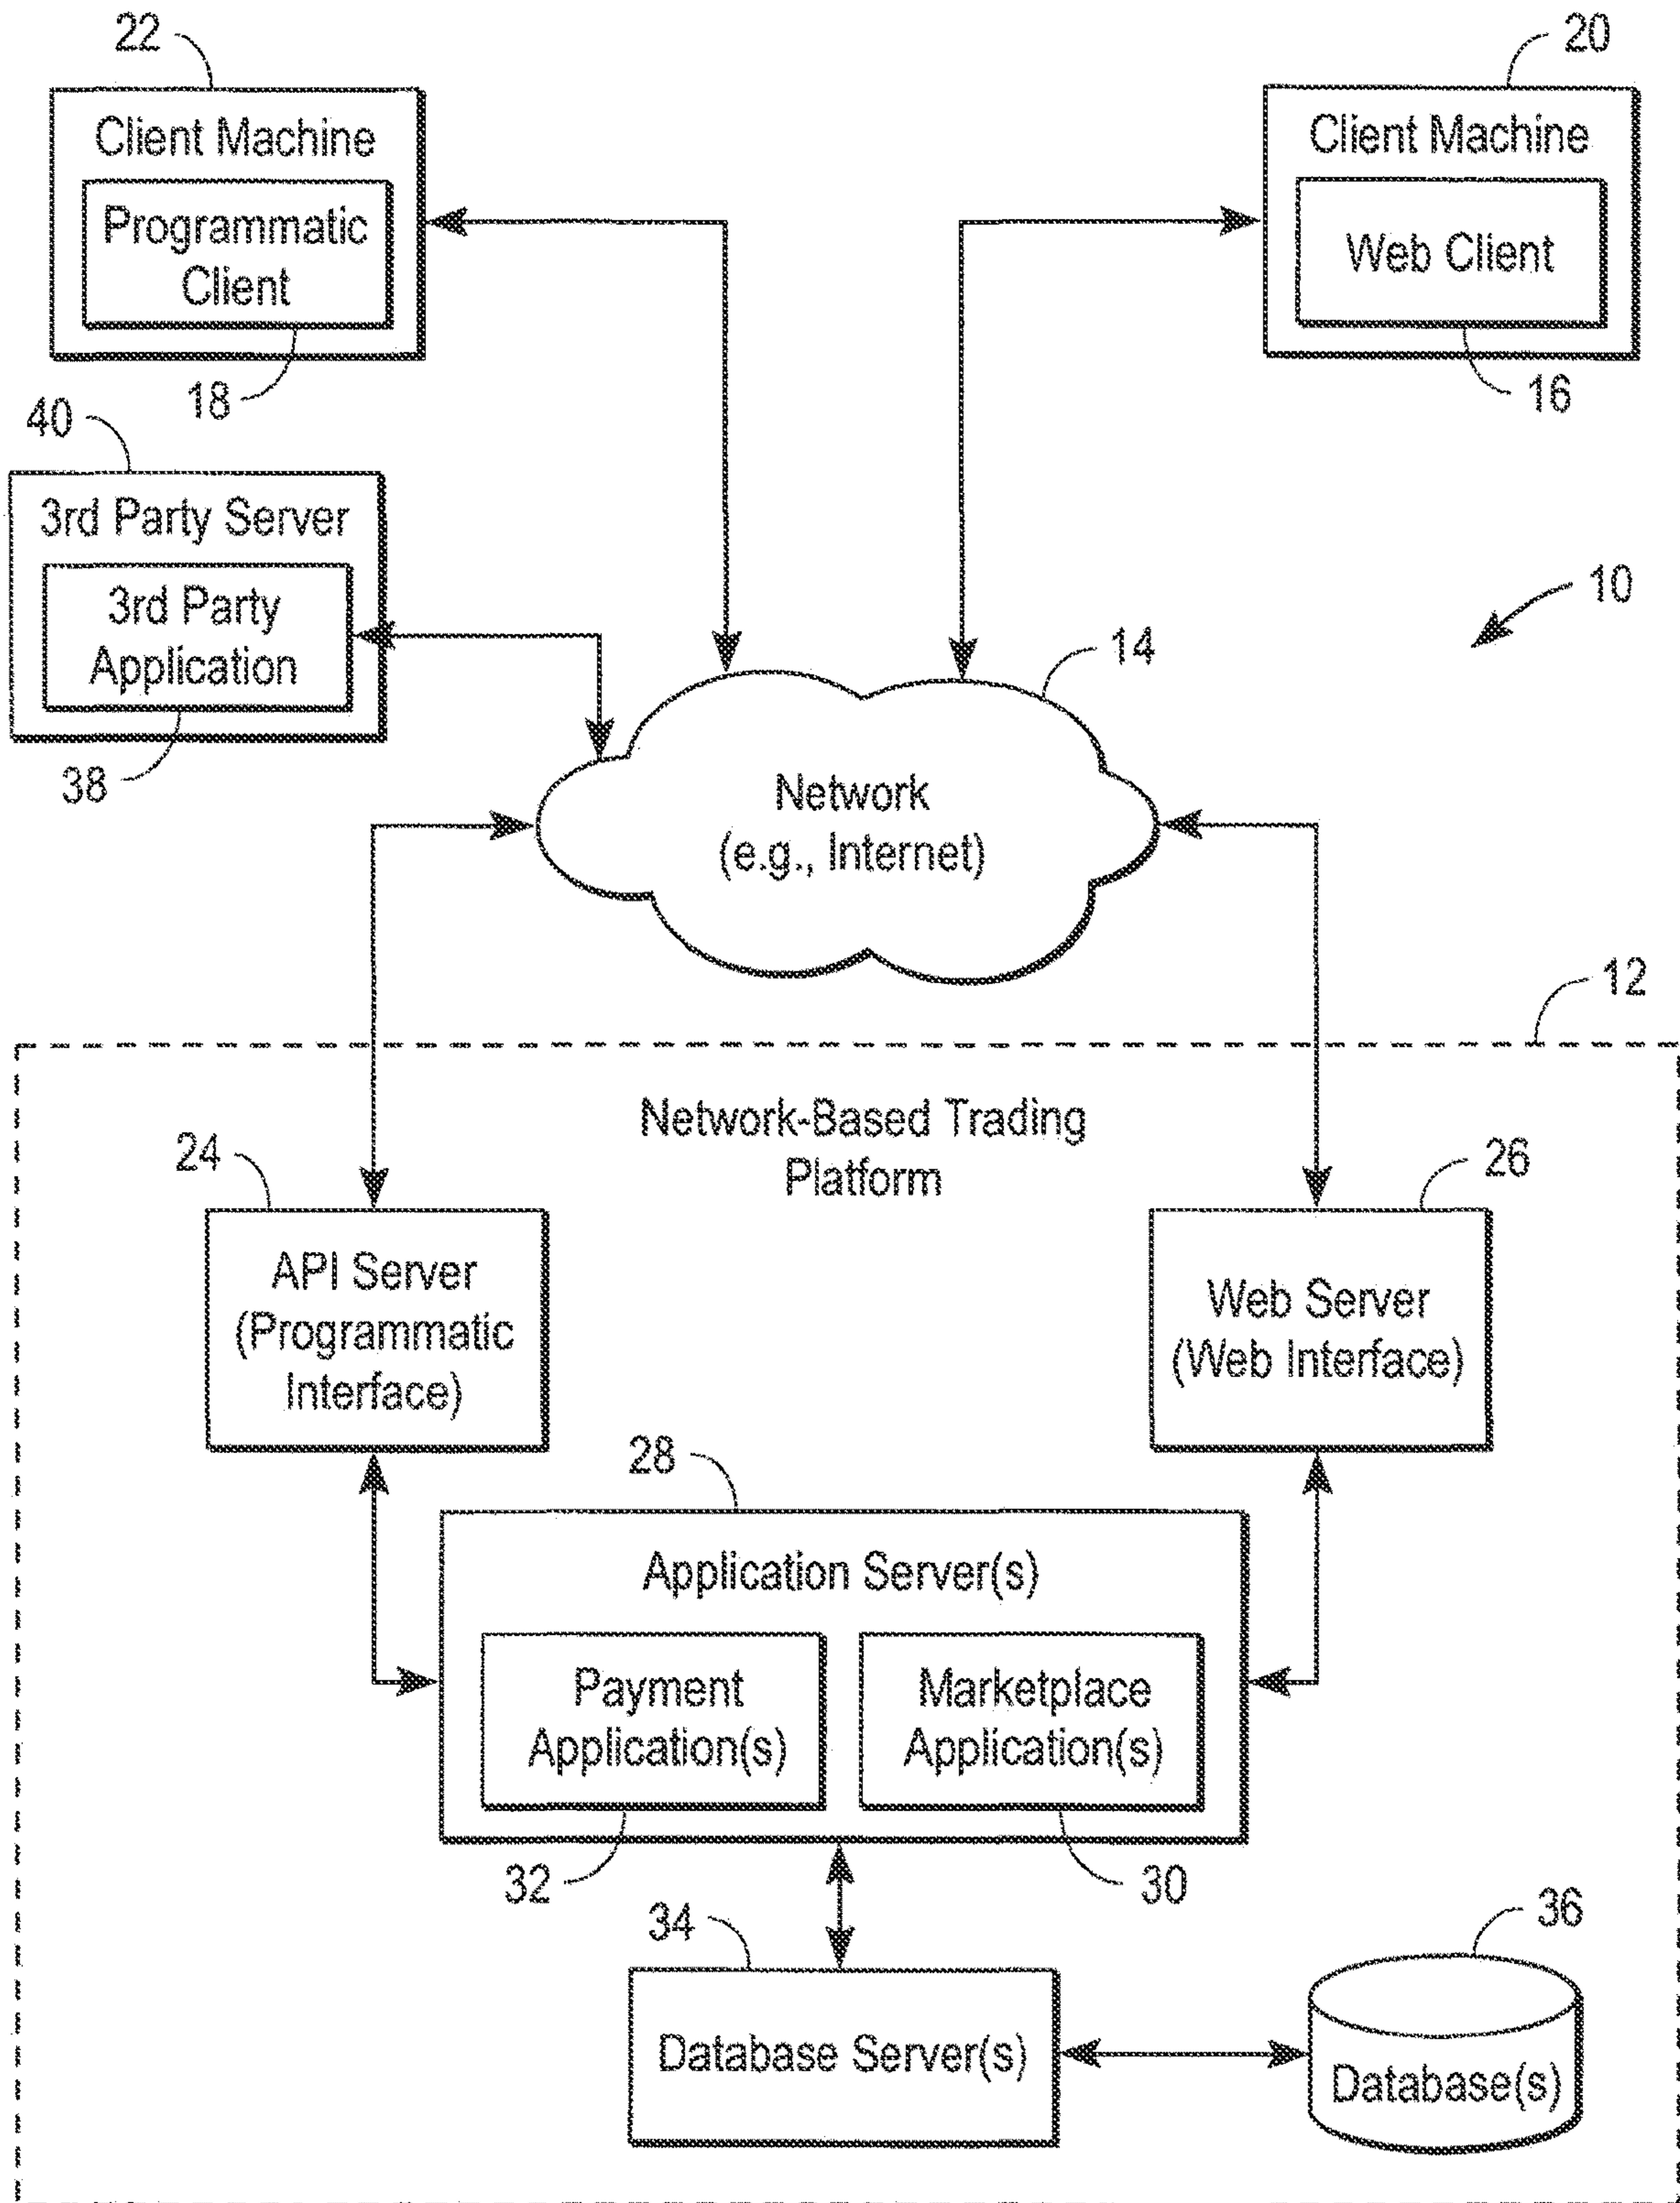 22
20
Client Machine
Programmatic
Client
18
Client Machine
Web Client
16
40
3rd Party Server
3rd Party
Application
38
10
14
Network
(e.g., Internet)
12
Network-Based Trading
Platform
24
API Server
(Programmatic
Interface)
26
Web Server
(Web Interface)
28
Application Server(s)
Payment
Application(s)
Marketplace
Application(s)
32
30
34
Database Server(s)
36
Database(s)